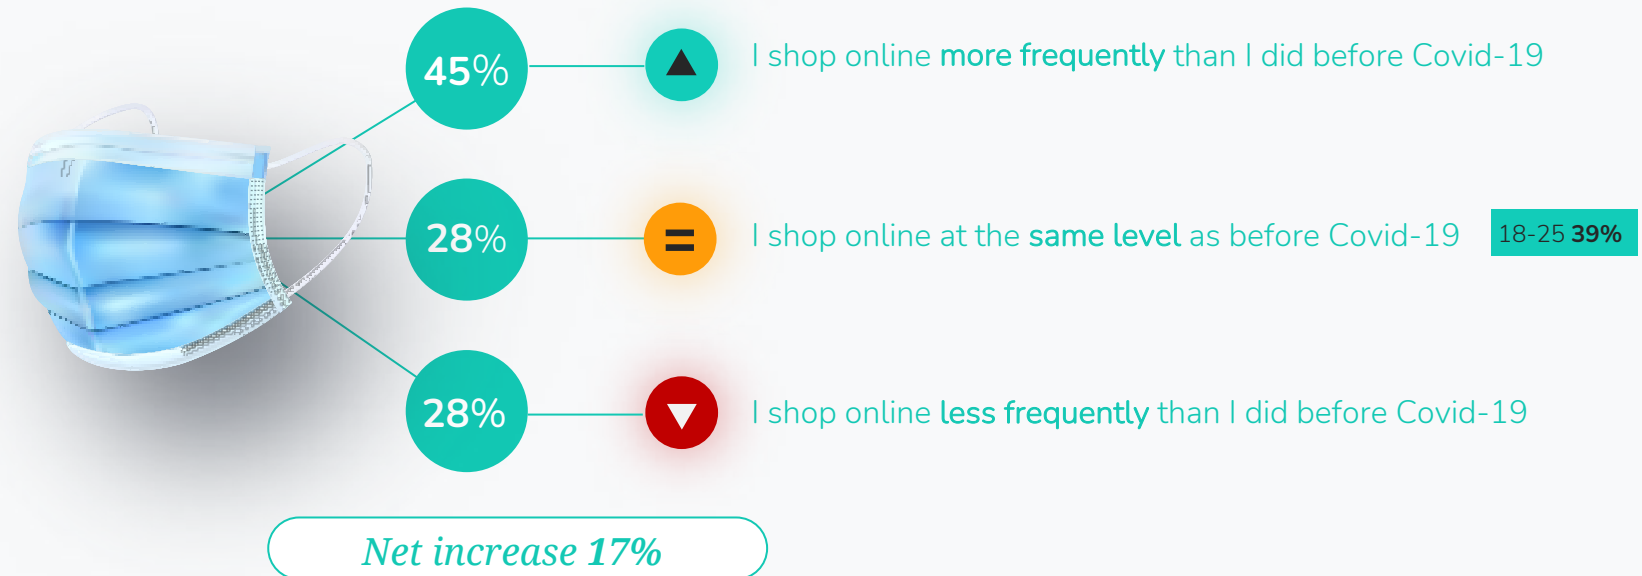 45%
I shop online more frequently than I did before Covid-19
28%
=
I shop online at the same level as before Covid-19
18-25 39%
28%
I shop online less frequently than I did before Covid-19
Net increase 17%